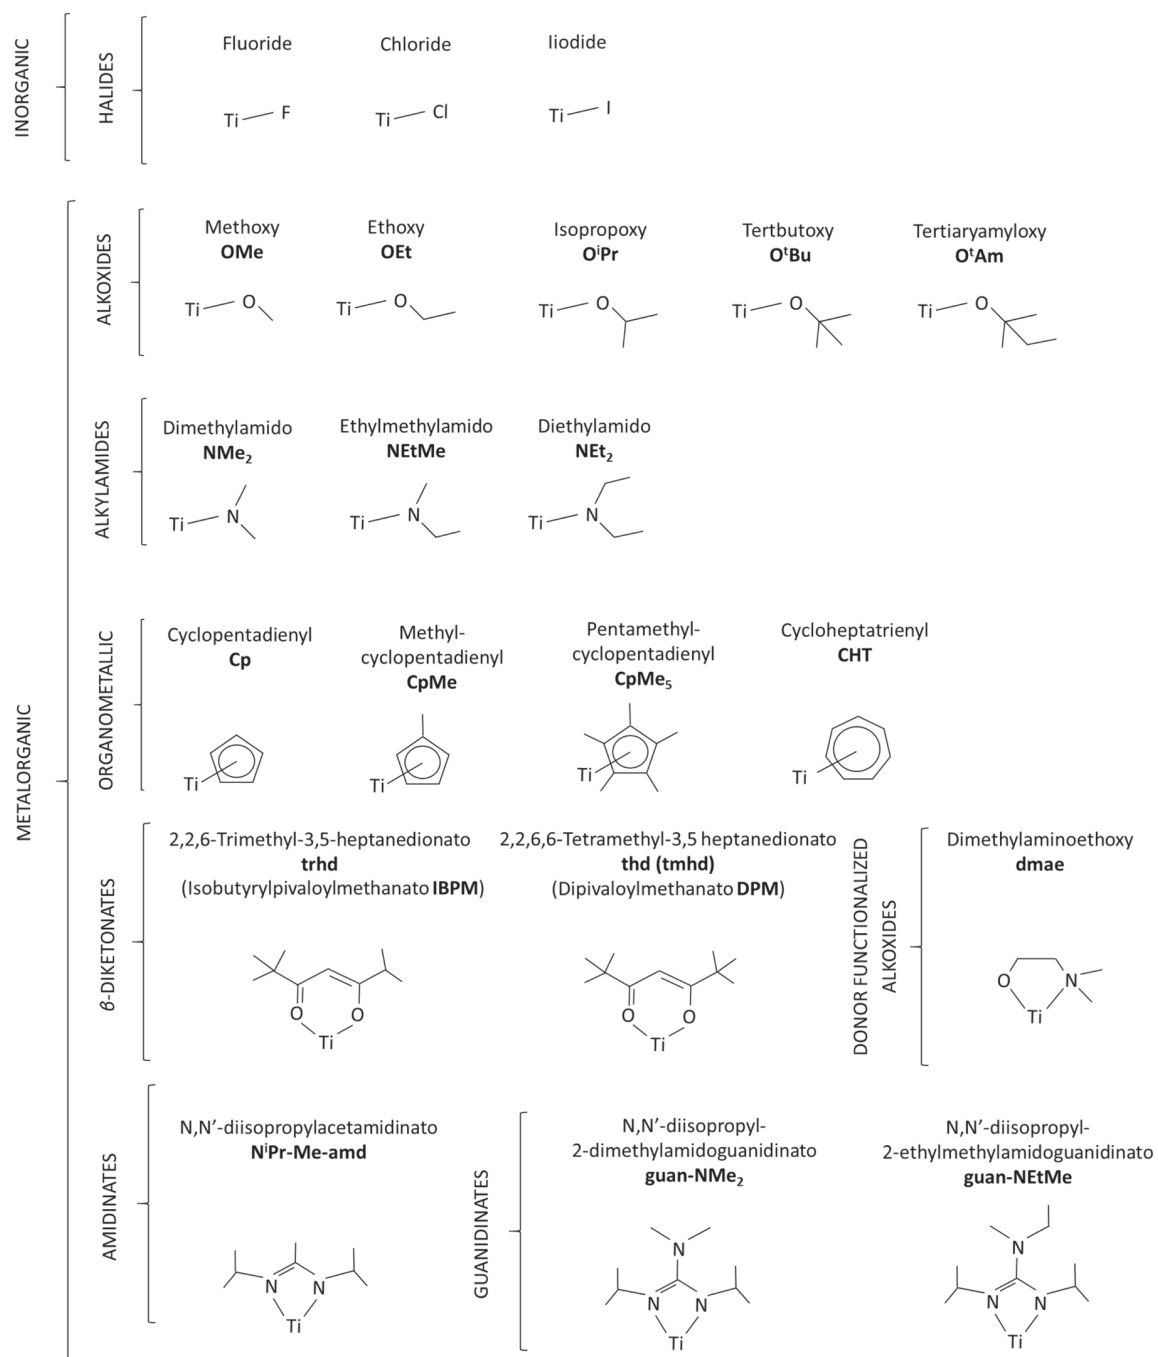 INORGANIC
HALIDES
Fluoride
Chloride
Iiodide
Ti F
Ti Cl
Ti I
METALORGANIC
ALKOXIDES
Methoxy
OMe
Ethoxy
OEt
Isopropoxy
OⁱPr
Tertbutoxy
OᵗBu
Tertiaryamyloxy
OᵗAm
Ti O
Ti O
Ti O
Ti O
Ti O
ALKYLAMIDES
Dimethylamido
NMe₂
Ethylmethylamido
NEtMe
Diethylamido
NEt₂
Ti N
Ti N
Ti N
ORGANOMETALLIC
Cyclopentadienyl
Cp
Methyl-
cyclopentadienyl
CpMe
Pentamethyl-
cyclopentadienyl
CpMe₅
Cycloheptatrienyl
CHT
Ti
Ti
Ti
Ti
β-DIKETONATES
2,2,6-Trimethyl-3,5-heptanedionato
trhd
(Isobutyrylpivaloylmethanato IBPM)
O O
Ti
2,2,6,6-Tetramethyl-3,5 heptanedionato
thd (tmhd)
(Dipivaloylmethanato DPM)
O O
Ti
DONOR FUNCTIONALIZED
ALKOXIDES
Dimethylaminoethoxy
dmae
O N
Ti
AMIDINATES
N,N’-diisopropylacetamidinato
NⁱPr-Me-amd
N N
Ti
GUANIDINATES
N,N’-diisopropyl-
2-dimethylamidoguanidinato
guan-NMe₂
N
N N
Ti
N,N’-diisopropyl-
2-ethylmethylamidoguanidinato
guan-NEtMe
N
N N
Ti